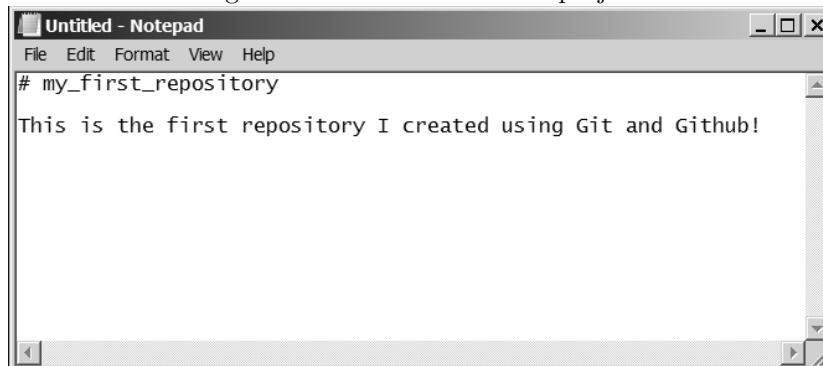 Untitled - Notepad
File Edit Format View Help
# my_first_repository
This is the first repository I created using Git and Github!